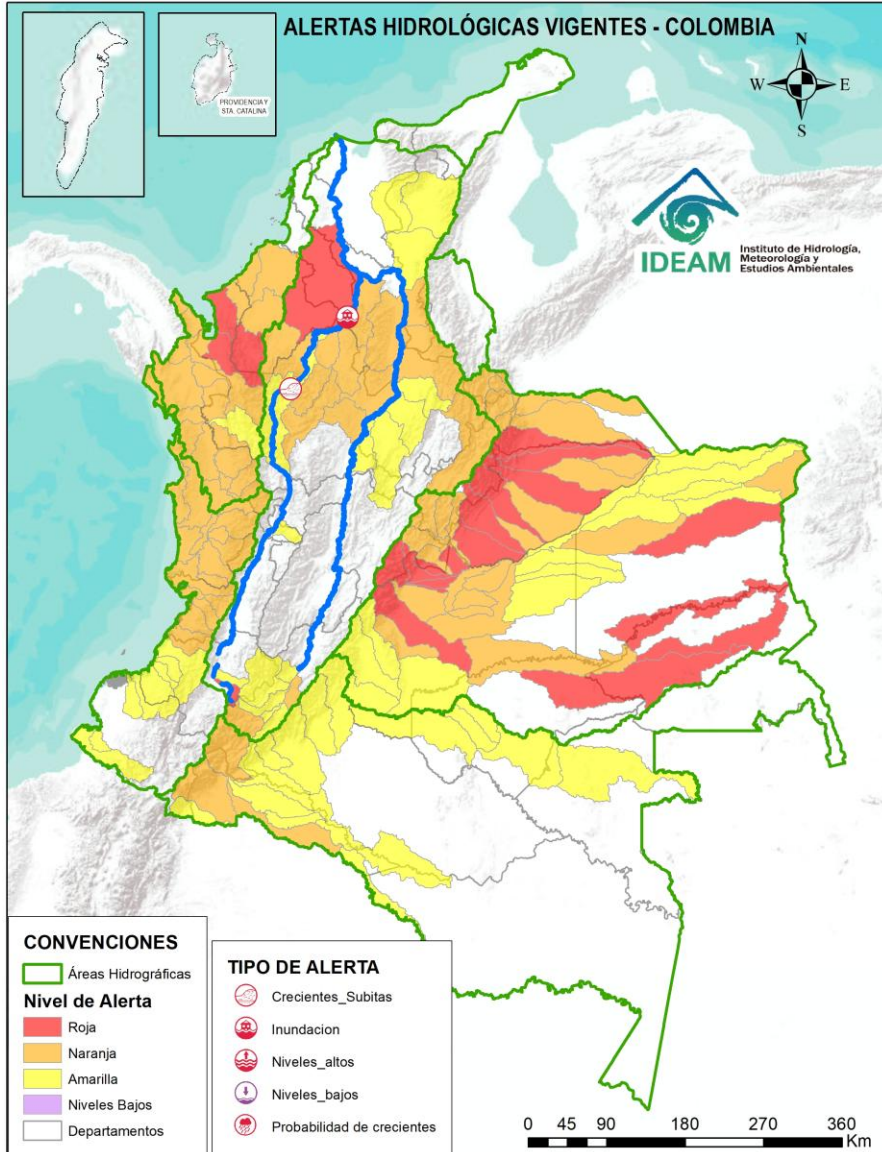 ALERTAS HIDROLÓGICAS VIGENTES - COLOMBIA
PROVIDENCIA Y
STA. CATALINA
N
W
E
S
IDEAM
Instituto de Hidrología,
Meteorología y
Estudios Ambientales
CONVENCIONES
Áreas Hidrográficas
Nivel de Alerta
Roja
Naranja
Amarilla
Niveles Bajos
Departamentos
TIPO DE ALERTA
Crecientes_Subitas
Inundacion
Niveles_altos
Niveles_bajos
Probabilidad de crecientes
0 45 90 180 270 360
Km